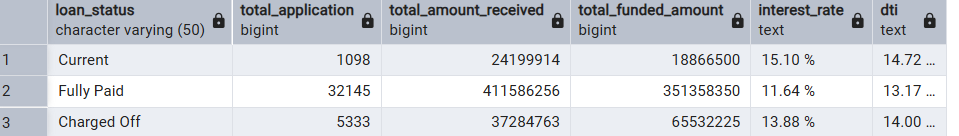 loan_status total_application total_amount_received total_funded_amount interest_rate dti
character varying (50) bigint bigint bigint text text
1 Current 1098 24199914 18866500 15.10 % 14.72 ...
2 Fully Paid 32145 411586256 351358350 11.64 % 13.17 ...
3 Charged Off 5333 37284763 65532225 13.88 % 14.00 ...